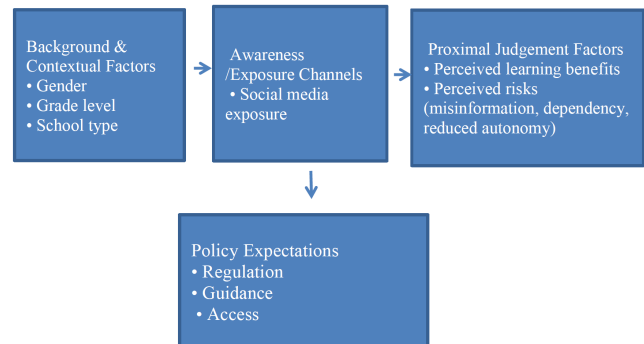 Background &
Contextual Factors
• Gender
• Grade level
• School type
Awareness
/Exposure Channels
• Social media
exposure
Proximal Judgement Factors
• Perceived learning benefits
• Perceived risks
(misinformation, dependency,
reduced autonomy)
Policy Expectations
• Regulation
• Guidance
• Access